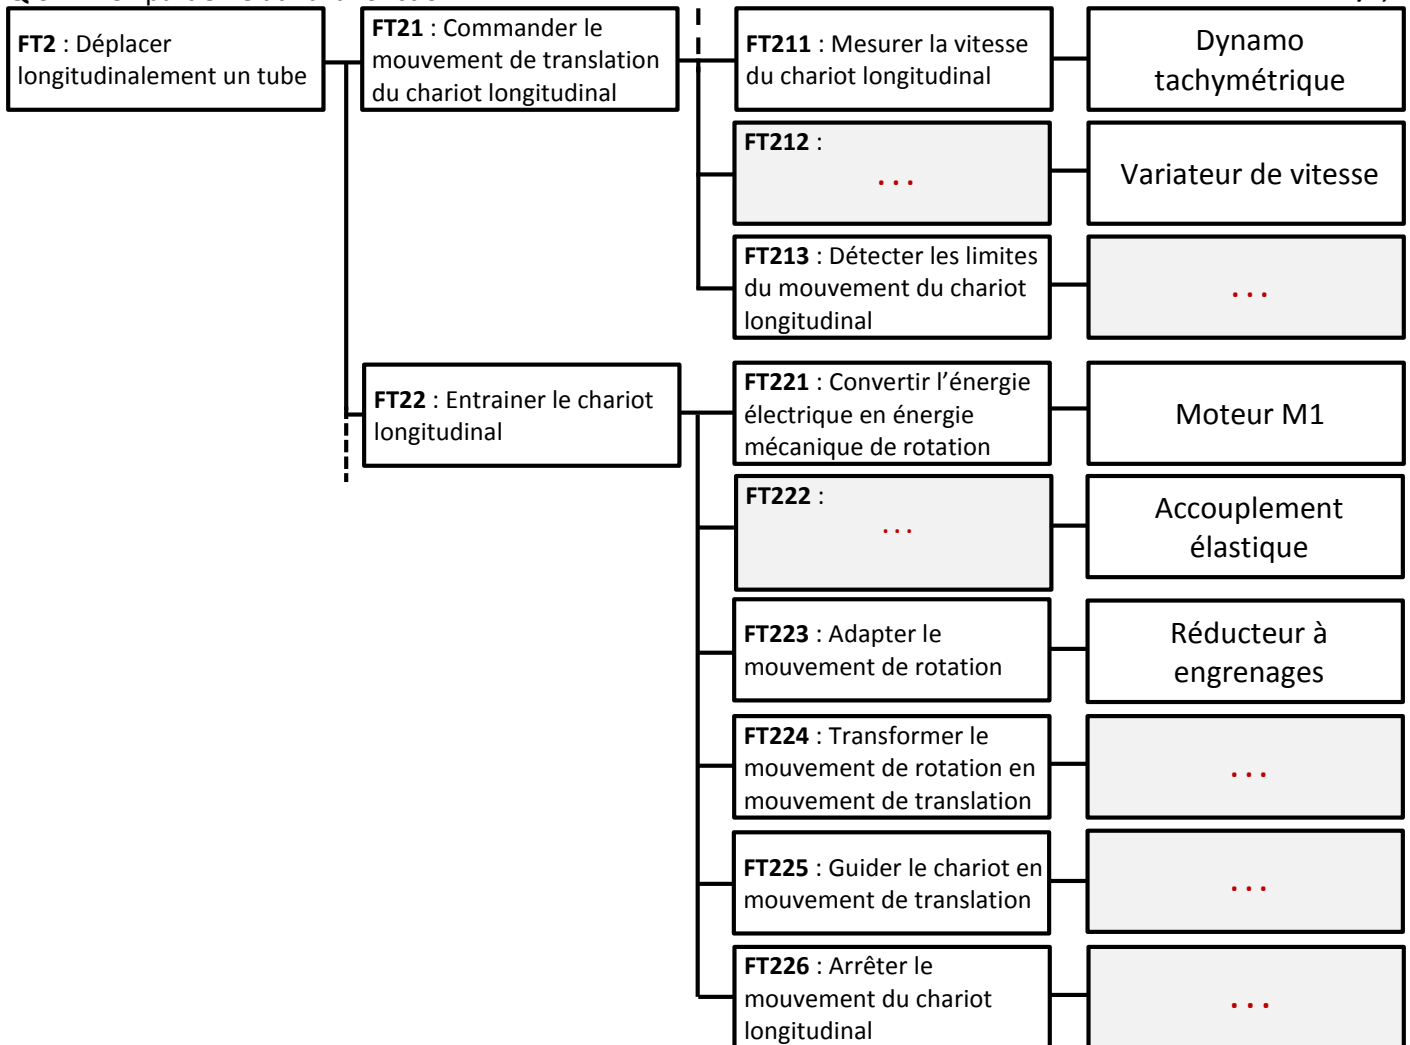 FT2 : Déplacer
longitudinalement un tube
FT21 : Commander le
mouvement de translation
du chariot longitudinal
FT211 : Mesurer la vitesse
du chariot longitudinal
Dynamo
tachymétrique
FT212 :
...
Variateur de vitesse
FT213 : Détecter les limites
du mouvement du chariot
longitudinal
...
FT22 : Entrainer le chariot
longitudinal
FT221 : Convertir l’énergie
électrique en énergie
mécanique de rotation
Moteur M1
FT222 :
...
Accouplement
élastique
FT223 : Adapter le
mouvement de rotation
Réducteur à
engrenages
FT224 : Transformer le
mouvement de rotation en
mouvement de translation
...
FT225 : Guider le chariot en
mouvement de translation
...
FT226 : Arrêter le
mouvement du chariot
longitudinal
...